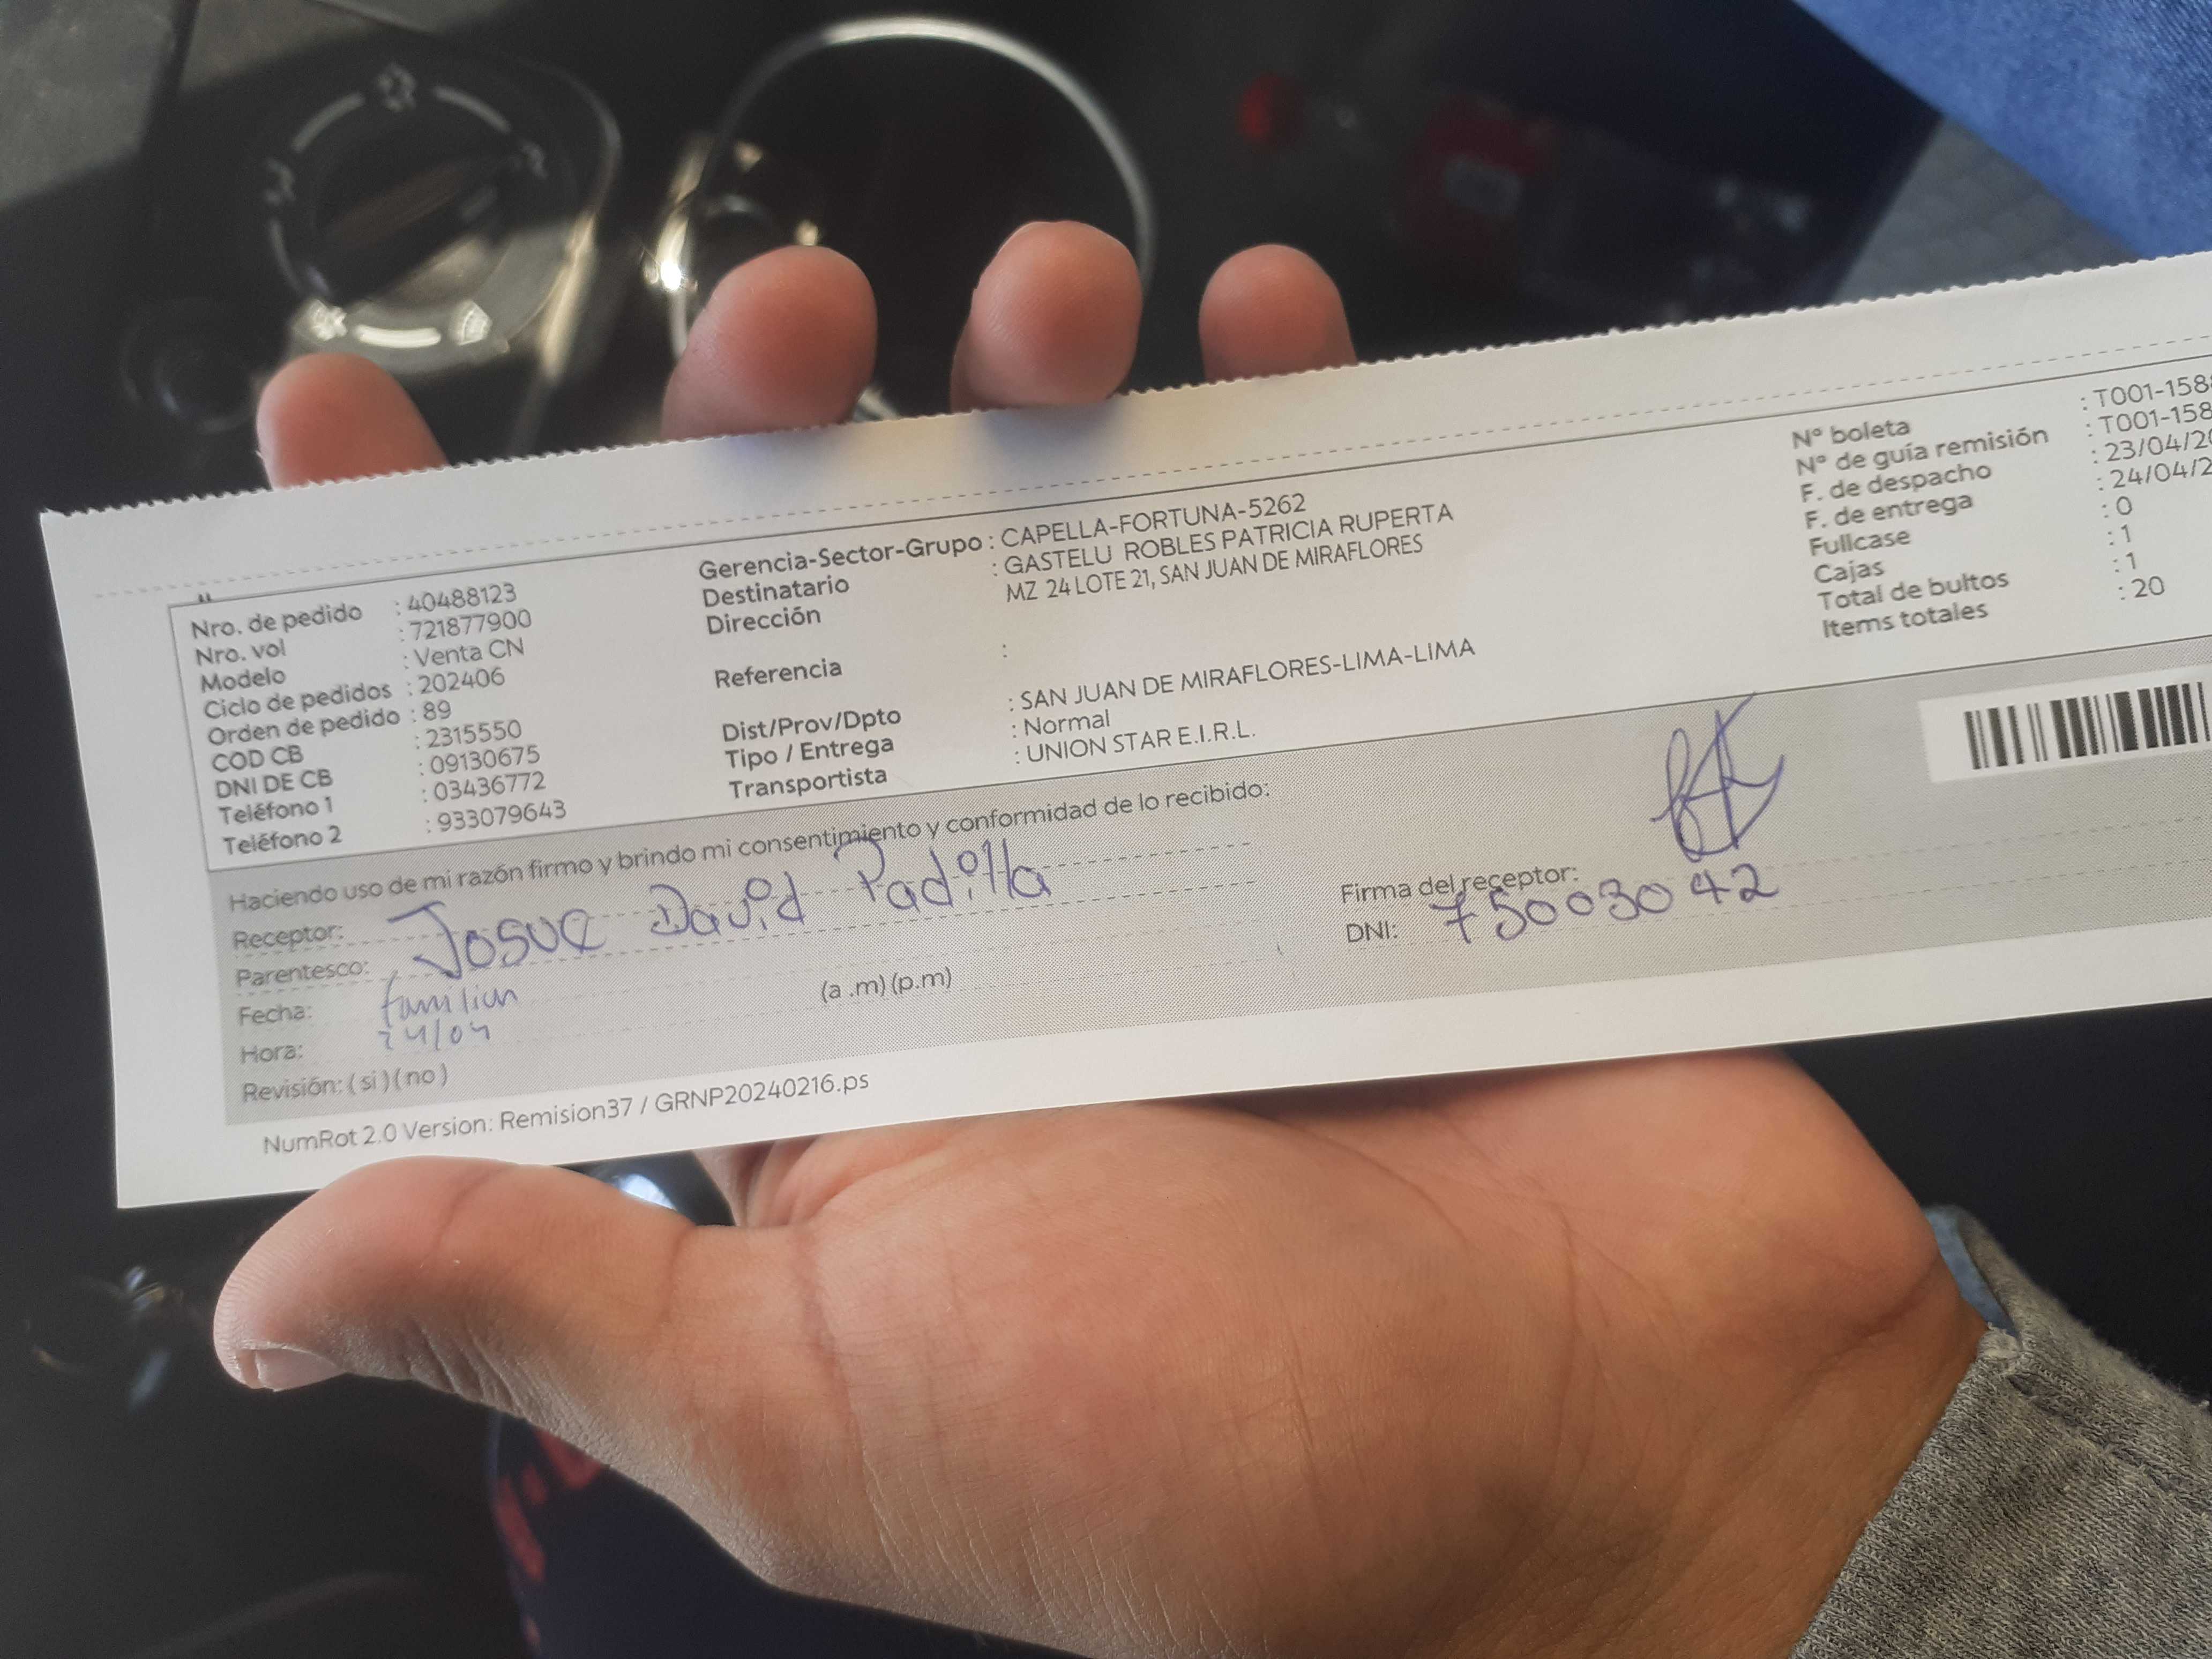 Nro. de pedido : 40488123
Nro. vol : 721877900
Modelo : Venta CN
Ciclo de pedidos : 202406
Orden de pedido : 89
COD CB : 2315550
DNI DE CB : 09130675
Teléfono 1 : 03436772
Teléfono 2 : 933079643
Gerencia-Sector-Grupo : CAPELLA-FORTUNA-5262
Destinatario : GASTELU ROBLES PATRICIA RUPERTA
Dirección MZ 24 LOTE 21, SAN JUAN DE MIRAFLORES
Referencia :
Dist/Prov/Dpto : SAN JUAN DE MIRAFLORES-LIMA-LIMA
Tipo / Entrega : Normal
Transportista : UNION STAR E.I.R.L.
N° boleta : T001-158
N° de guía remisión : T001-158
F. de despacho : 23/04/20
F. de entrega : 24/04/2
Fullcase : 0
Cajas : 1
Total de bultos : 1
Items totales : 20
Haciendo uso de mi razón firmo y brindo mi consentimiento y conformidad de lo recibido:
Receptor: Josue David Padilla
Parentesco: familiar
Fecha: 24/04
Hora: (a .m) (p.m)
Revisión: ( si ) ( no )
Firma del receptor:
DNI: 75003042
NumRot 2.0 Version: Remision37 / GRNP20240216.ps